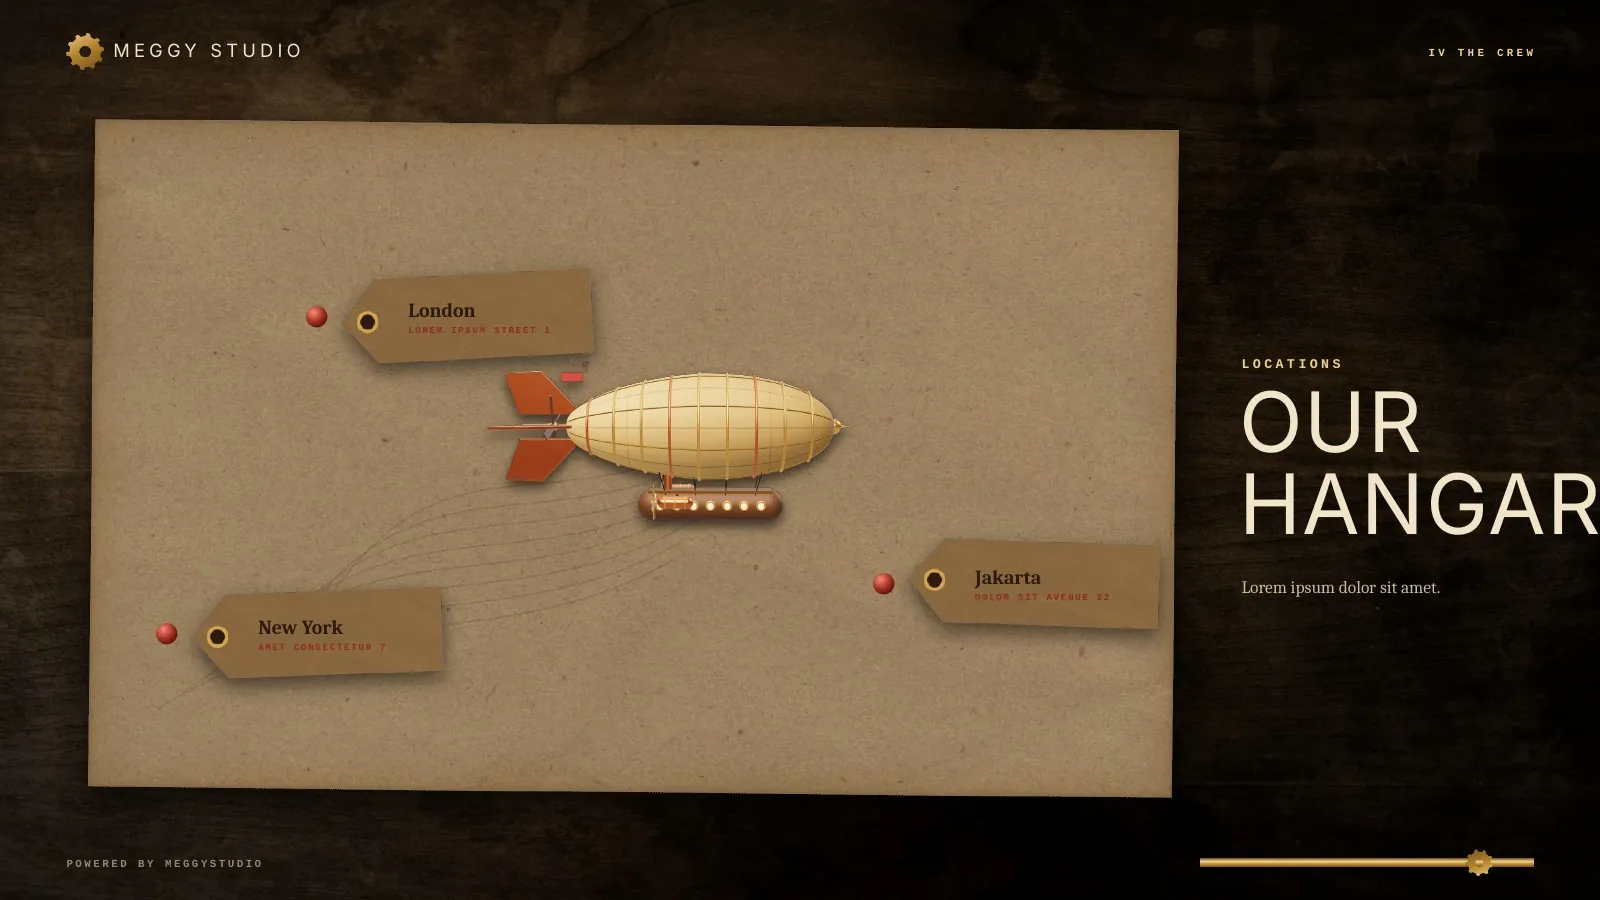 MEGGY STUDIO
IV THE CREW
London
LOREM IPSUM STREET 1
LOCATIONS
OUR
HANGAR
Jakarta
DOLOR SIT AVENUE 22
Lorem ipsum dolor sit amet.
New York
AMET CONSECTETUR 7
POWERED BY MEGGYSTUDIO